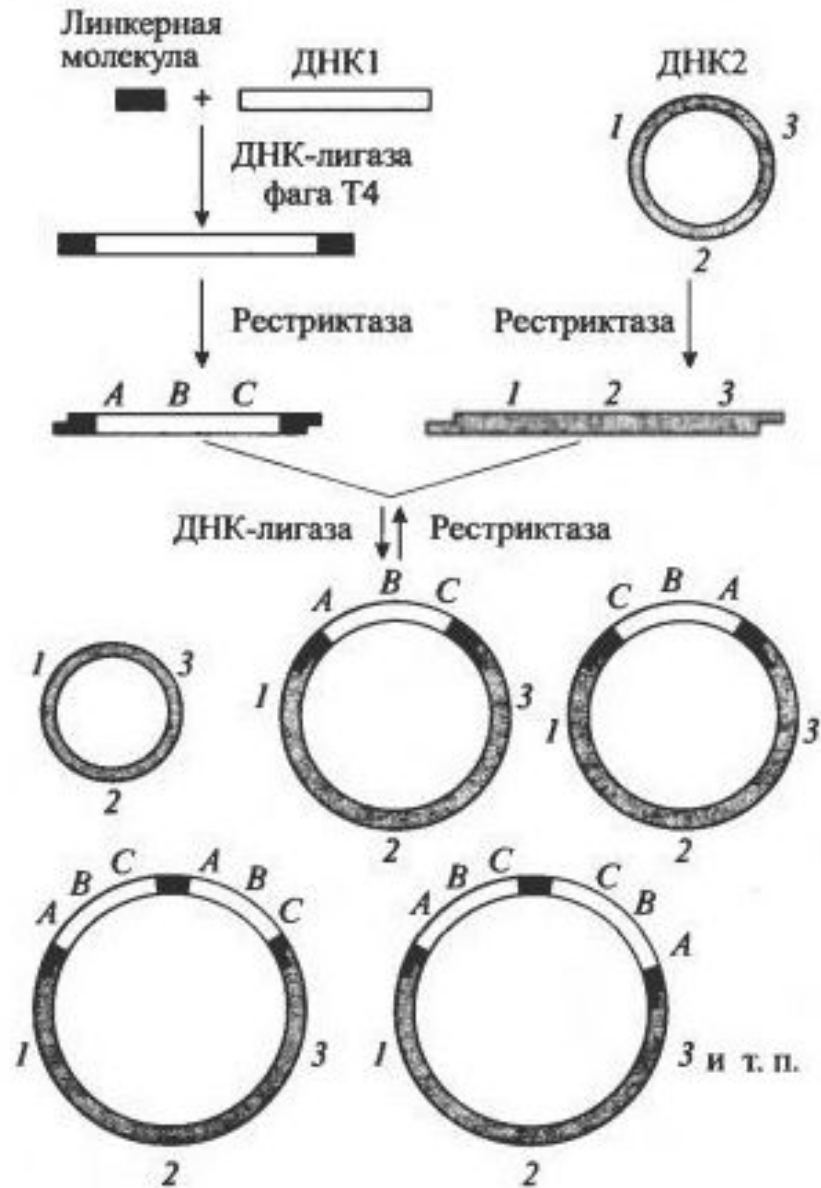 Линкерная
молекула
+
ДНК1
ДНК2
1 3
2
ДНК-лигаза
фага Т4
Рестриктаза
Рестриктаза
A B C
1 2 3
ДНК-лигаза
Рестриктаза
1 3
2
A B C
1 3
2
C B A
1 3
2
A B C A B C
1 3
2
A B C C B A
1 3 и т. п.
2